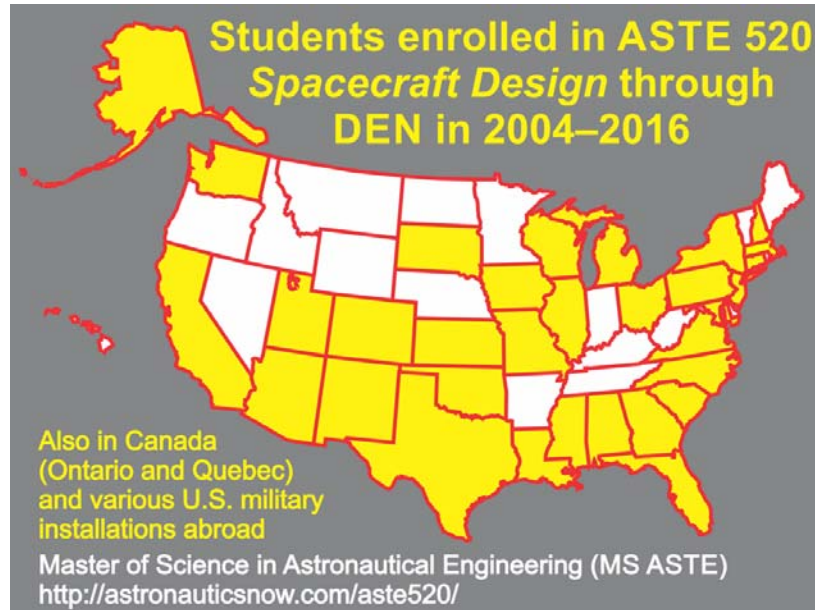 Students enrolled in ASTE 520
Spacecraft Design through
DEN in 2004–2016
Also in Canada
(Ontario and Quebec)
and various U.S. military
installations abroad
Master of Science in Astronautical Engineering (MS ASTE)
http://astronauticsnow.com/aste520/